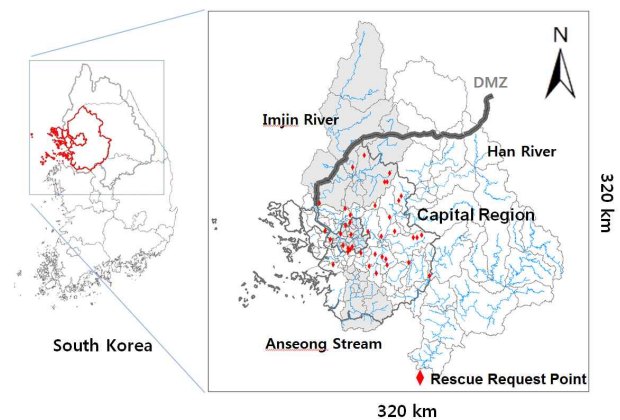 N
DMZ
Imjin River
Han River
Capital Region
320 km
Anseong Stream
South Korea
Rescue Request Point
320 km